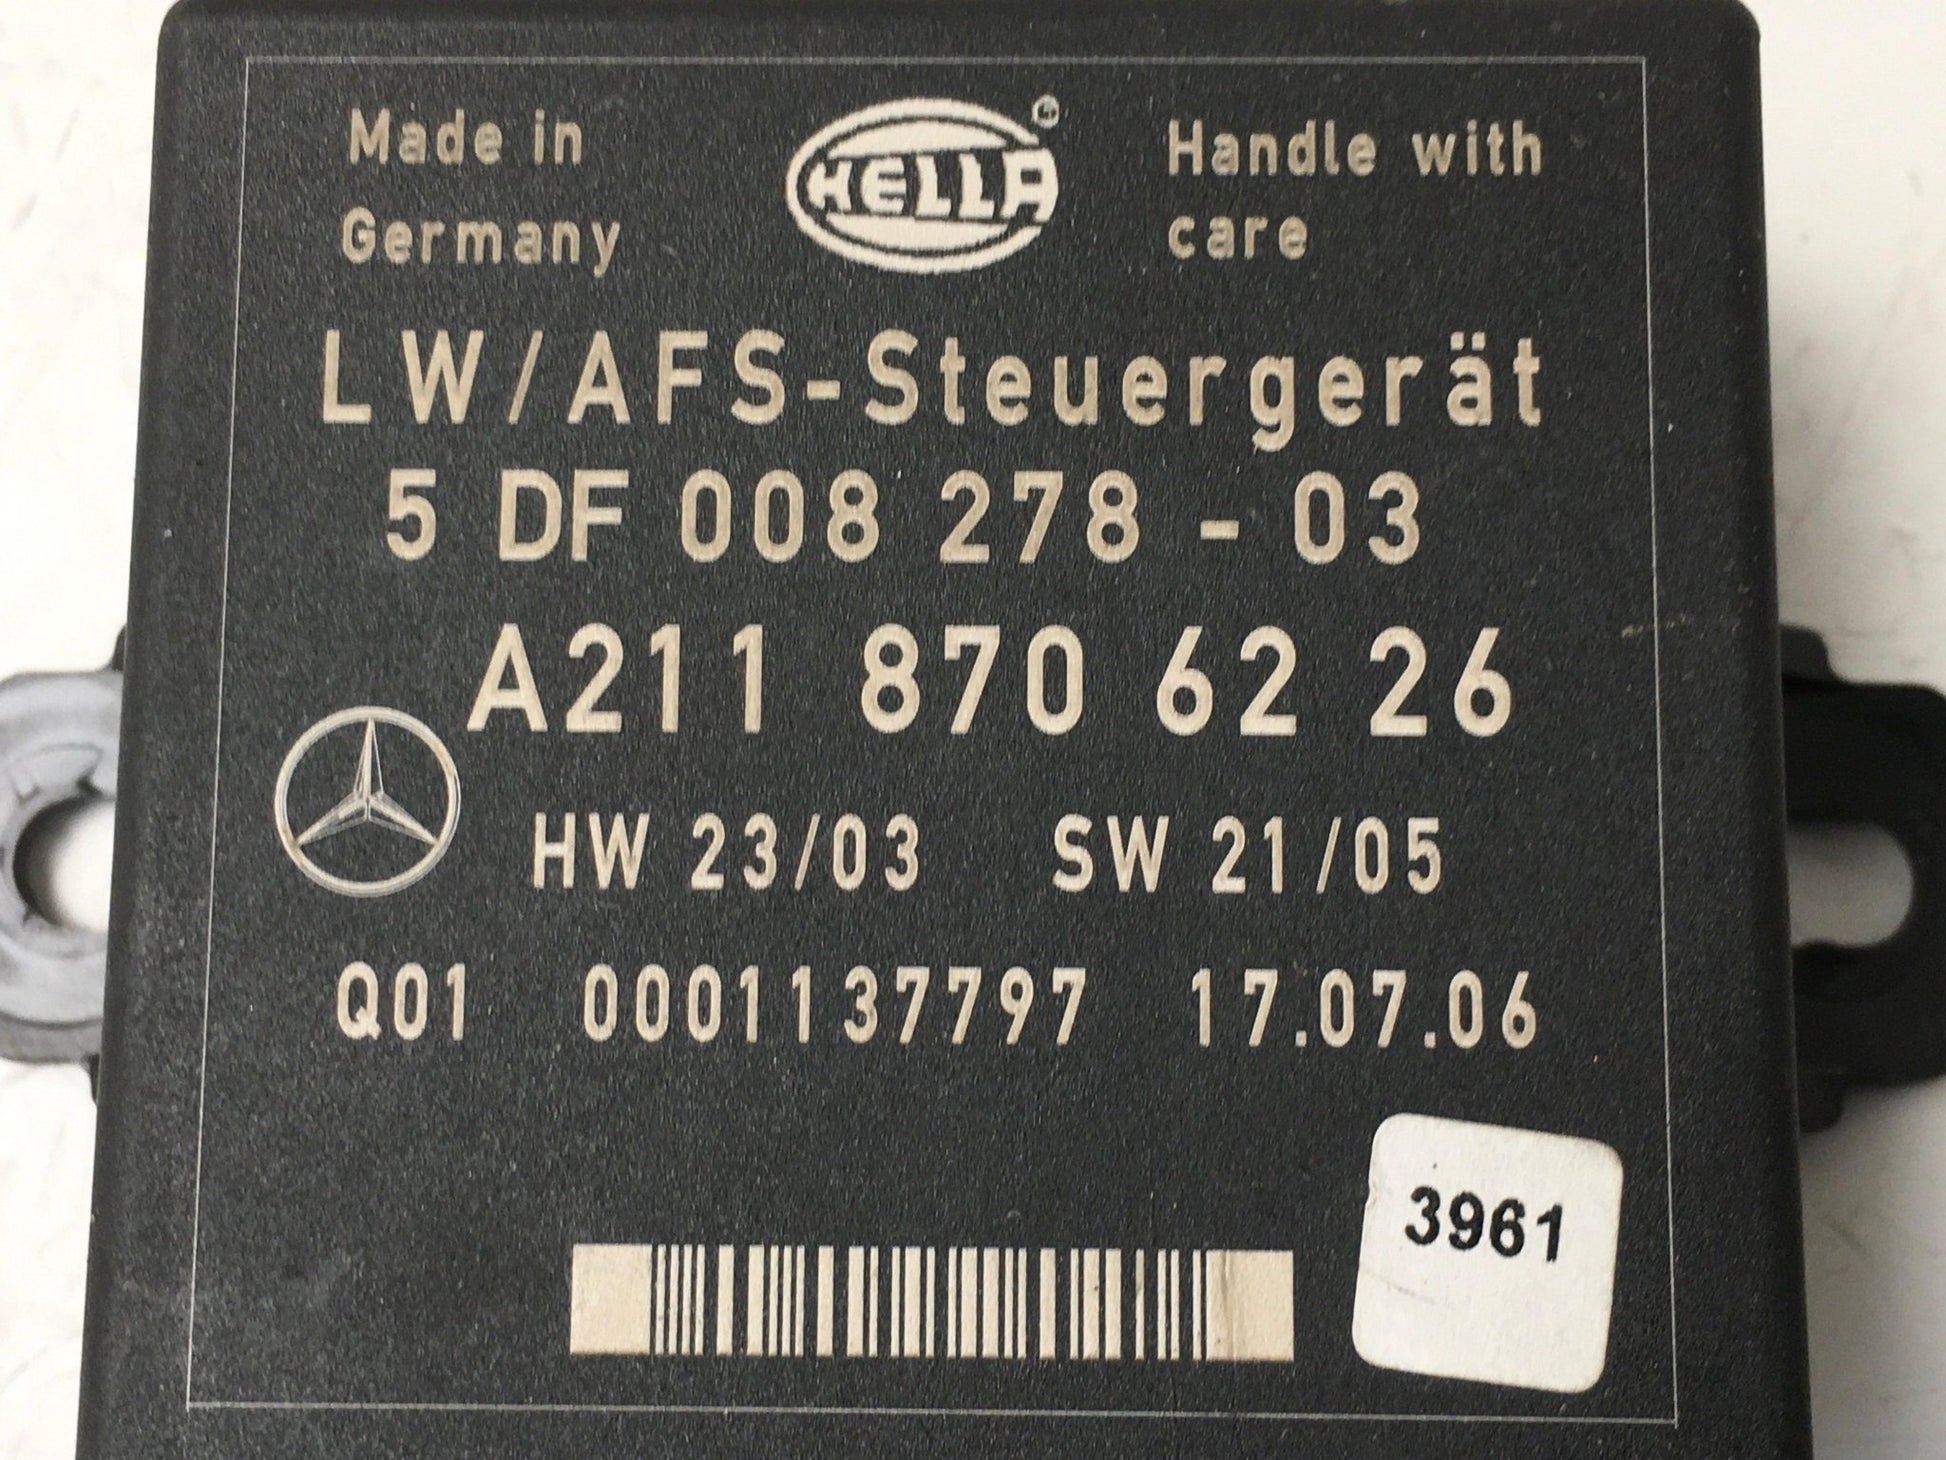 Made in
Germany
HELLA
Handle with
care
LW/AFS-Steuergerät
5 DF 008 278 - 03
A211 870 62 26
HW 23/03 SW 21/05
Q01 0001137797 17.07.06
3961